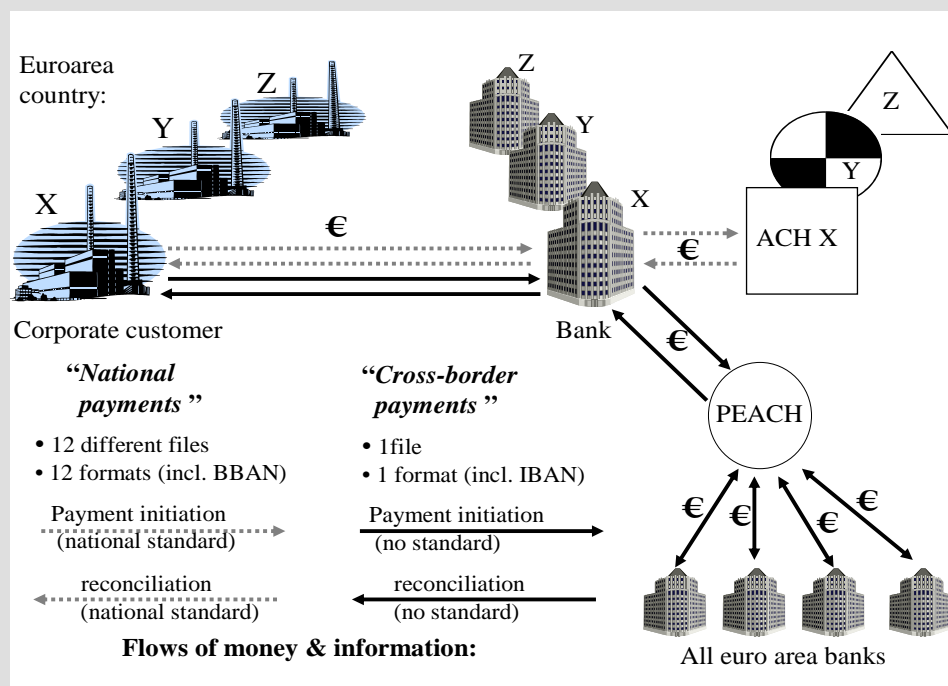 Euroarea
country:
Z
Y
X
Z
Y
X
Z
Y
ACH X
€
€
Corporate customer
Bank
€
“National
payments ”
• 12 different files
• 12 formats (incl. BBAN)
“Cross-border
payments ”
• 1file
• 1 format (incl. IBAN)
PEACH
Payment initiation
(national standard)
Payment initiation
(no standard)
€
€
€
€
reconciliation
(national standard)
reconciliation
(no standard)
Flows of money & information:
All euro area banks